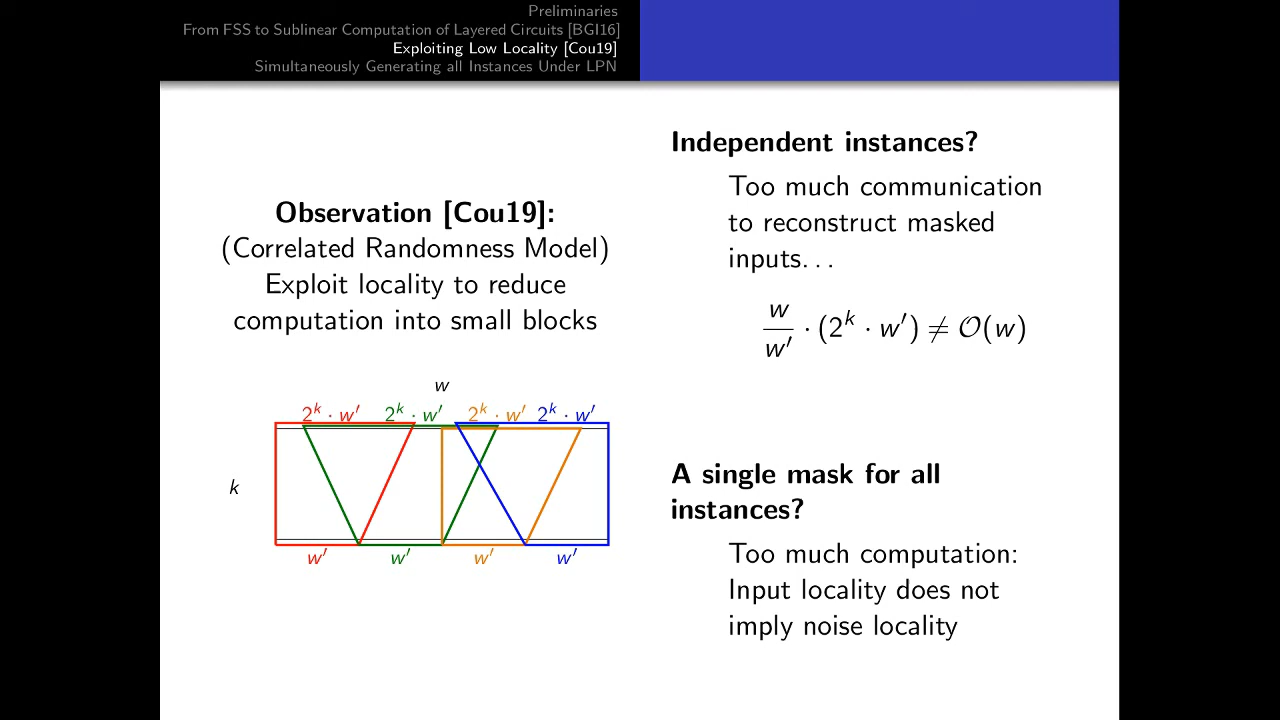 Preliminaries
From FSS to Sublinear Computation of Layered Circuits [BGI16]
Exploiting Low Locality [Cou19]
Simultaneously Generating all Instances Under LPN
Observation [Cou19]:
(Correlated Randomness Model)
Exploit locality to reduce
computation into small blocks
w
2^k · w′ 2^k · w′ 2^k · w′ 2^k · w′
k
w′ w′ w′ w′
Independent instances?
Too much communication
to reconstruct masked
inputs...
w/w′ · (2^k · w′) ≠ 𝒪(w)
A single mask for all
instances?
Too much computation:
Input locality does not
imply noise locality